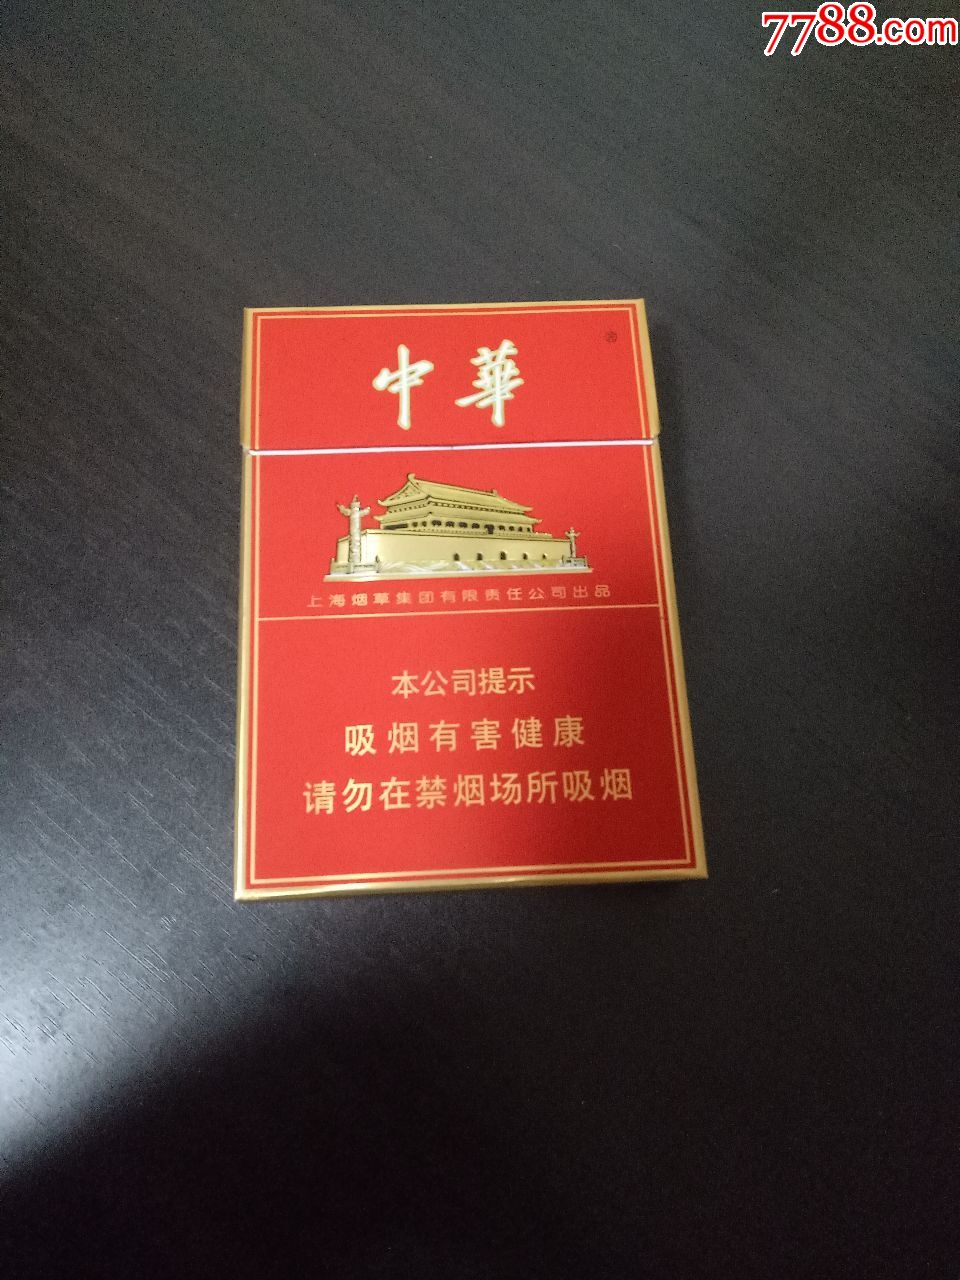 7788.com
中華
上海烟草集团有限责任公司出品
本公司提示
吸烟有害健康
请勿在禁烟场所吸烟